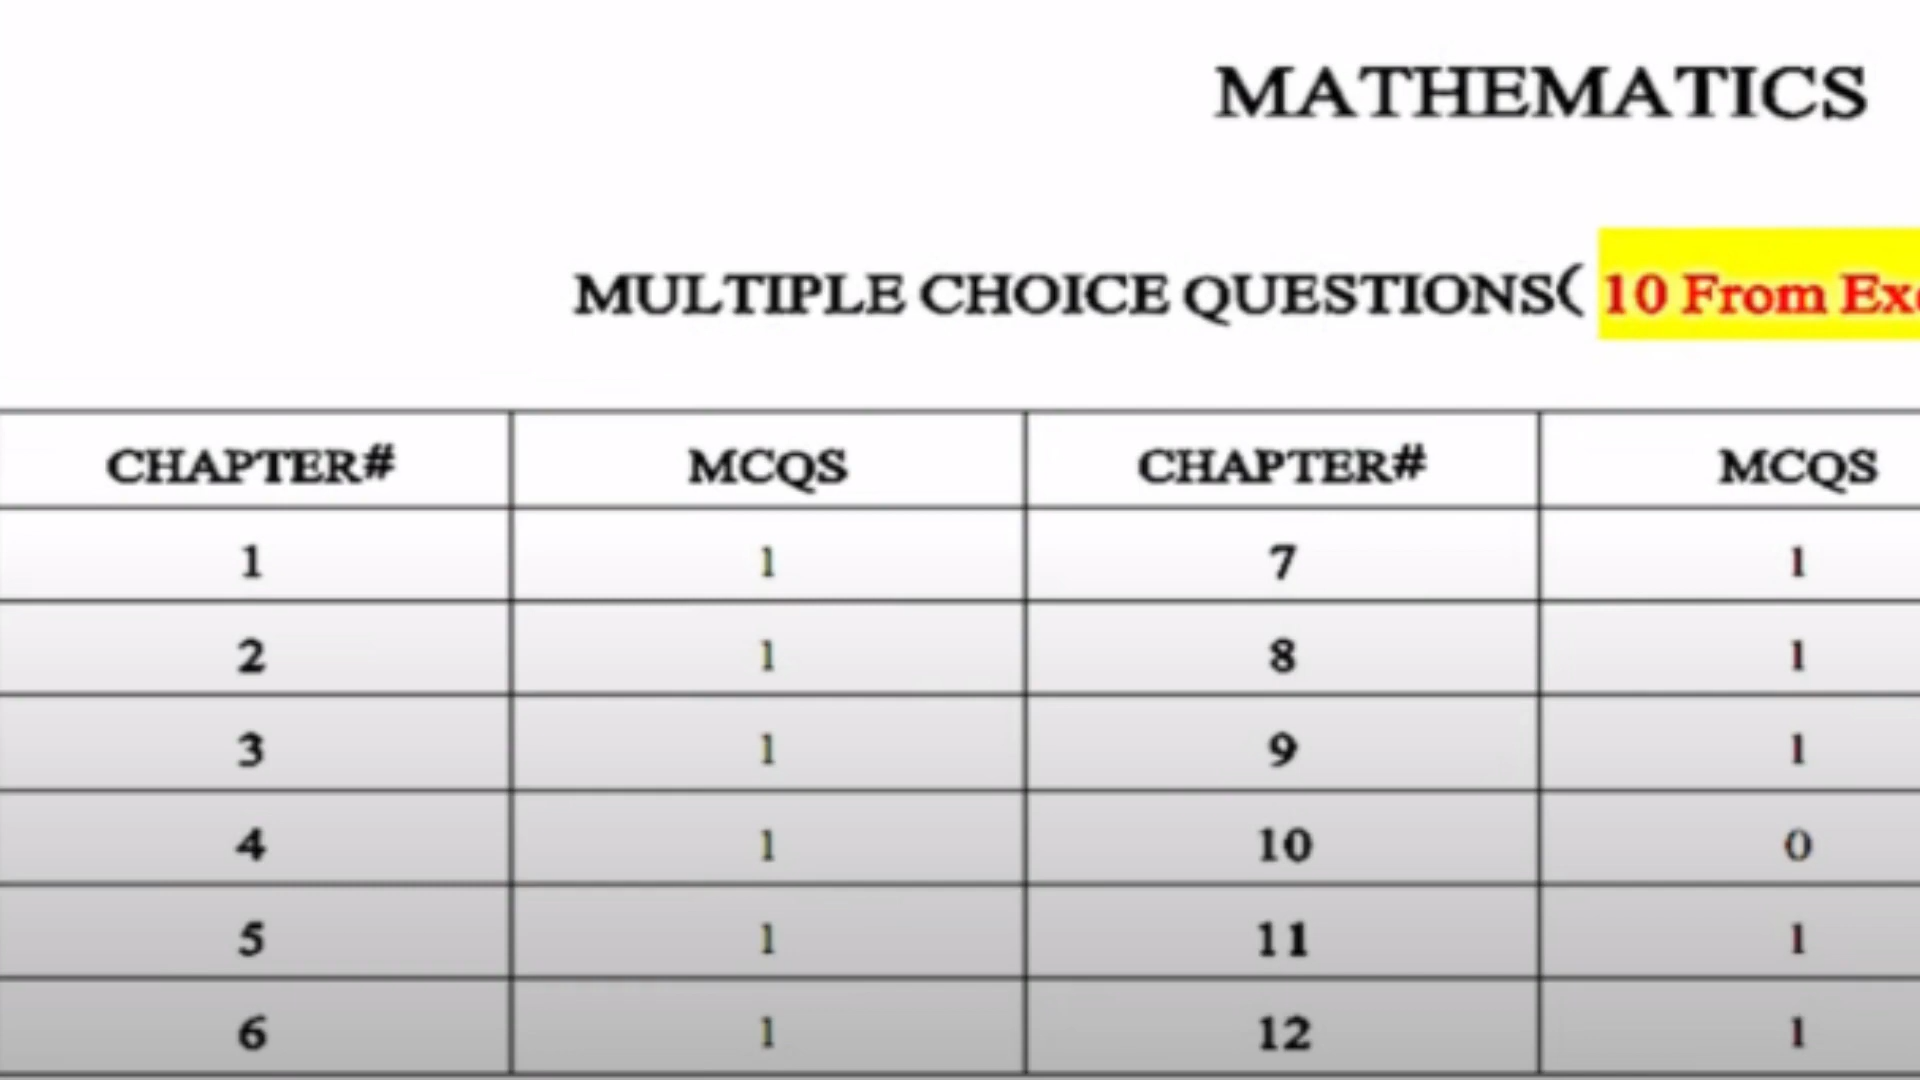 MATHEMATICS
MULTIPLE CHOICE QUESTIONS( 10 From
CHAPTER# MCQS CHAPTER# MCQS
1 1 7 1
2 1 8 1
3 1 9 1
4 1 10 0
5 1 11 1
6 1 12 1